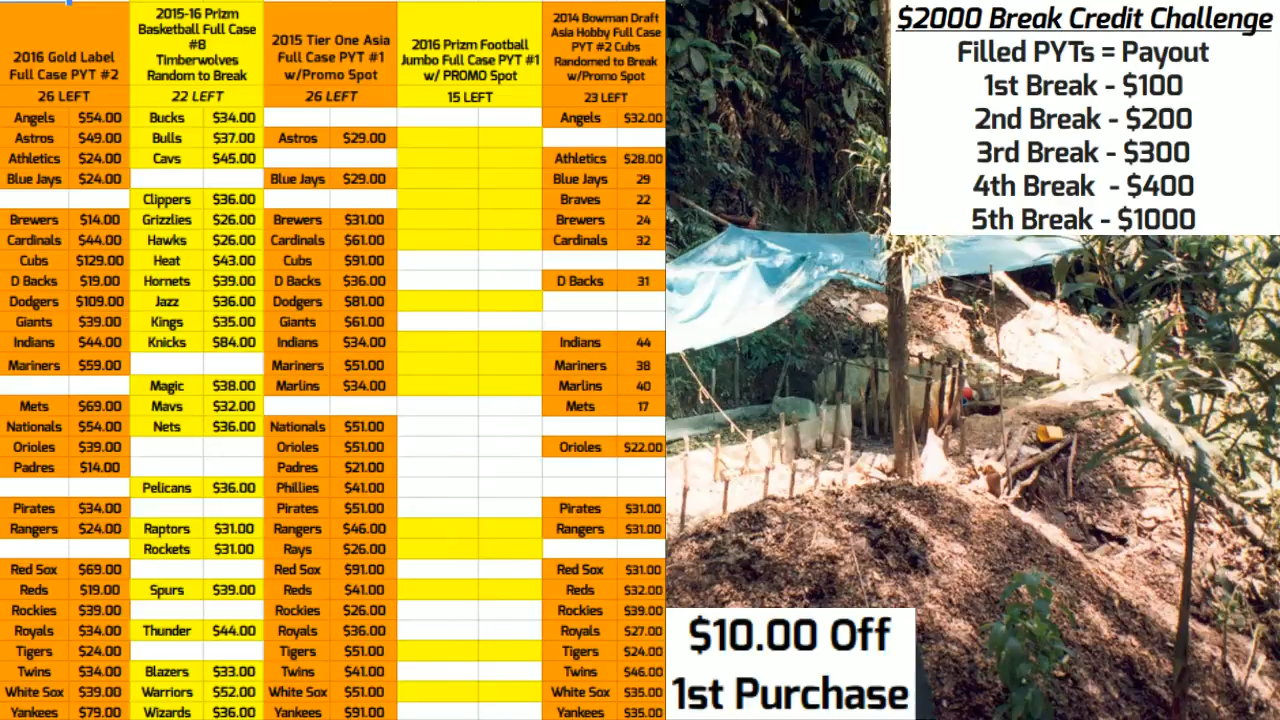 2016 Gold Label
Full Case PYT #2
26 LEFT
Angels $54.00
Astros $49.00
Athletics $24.00
Blue Jays $24.00
Brewers $14.00
Cardinals $44.00
Cubs $129.00
D Backs $19.00
Dodgers $109.00
Giants $39.00
Indians $44.00
Mariners $59.00
Mets $69.00
Nationals $54.00
Orioles $39.00
Padres $14.00
Pirates $34.00
Rangers $24.00
Red Sox $69.00
Reds $19.00
Rockies $39.00
Royals $34.00
Tigers $24.00
Twins $34.00
White Sox $39.00
Yankees $79.00
2015-16 Prizm
Basketball Full Case
#8
Timberwolves
Random to Break
22 LEFT
Bucks $34.00
Bulls $37.00
Cavs $45.00
Clippers $36.00
Grizzlies $26.00
Hawks $26.00
Heat $43.00
Hornets $39.00
Jazz $36.00
Kings $35.00
Knicks $84.00
Magic $38.00
Mavs $32.00
Nets $36.00
Pelicans $36.00
Raptors $31.00
Rockets $31.00
Spurs $39.00
Thunder $44.00
Blazers $33.00
Warriors $52.00
Wizards $36.00
2015 Tier One Asia
Full Case PYT #1
w/Promo Spot
26 LEFT
Astros $29.00
Blue Jays $29.00
Brewers $31.00
Cardinals $61.00
Cubs $91.00
D Backs $36.00
Dodgers $81.00
Giants $61.00
Indians $34.00
Mariners $51.00
Marlins $34.00
Nationals $51.00
Orioles $51.00
Padres $21.00
Phillies $41.00
Pirates $51.00
Rangers $46.00
Rays $26.00
Red Sox $91.00
Reds $41.00
Rockies $26.00
Royals $36.00
Tigers $51.00
Twins $41.00
White Sox $51.00
Yankees $91.00
2016 Prizm Football
Jumbo Full Case PYT #1
w/ PROMO Spot
15 LEFT
2014 Bowman Draft
Asia Hobby Full Case
PYT #2 Cubs
Randomed to Break
w/Promo Spot
23 LEFT
Angels $32.00
Athletics $28.00
Blue Jays 29
Braves 22
Brewers 24
Cardinals 32
D Backs 31
Indians 44
Mariners 38
Marlins 40
Mets 17
Orioles $22.00
Pirates $31.00
Rangers $31.00
Red Sox $31.00
Reds $32.00
Rockies $39.00
Royals $27.00
Tigers $24.00
Twins $46.00
White Sox $35.00
Yankees $35.00
$2000 Break Credit Challenge
Filled PYTs = Payout
1st Break - $100
2nd Break - $200
3rd Break - $300
4th Break - $400
5th Break - $1000
$10.00 Off
1st Purchase